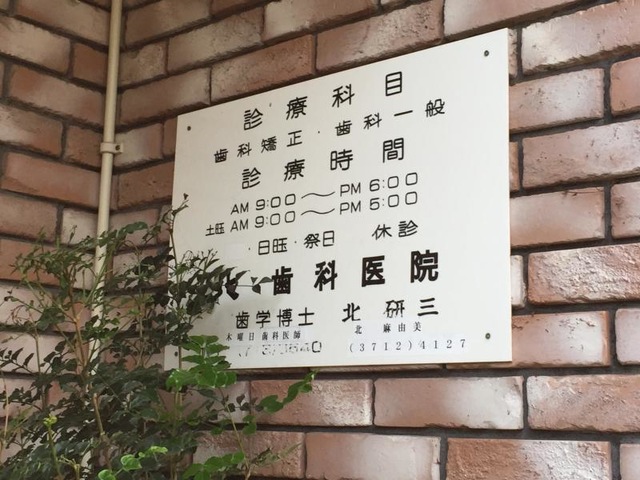 診療科目
歯科矯正・歯科一般
診療時間
AM 9:00～PM 6:00
土旺 AM 9:00～PM 5:00
・日旺・祭日 休診
歯科医院
歯学博士 北 研三
木曜日歯科医師 北 麻由美
(3712)4127